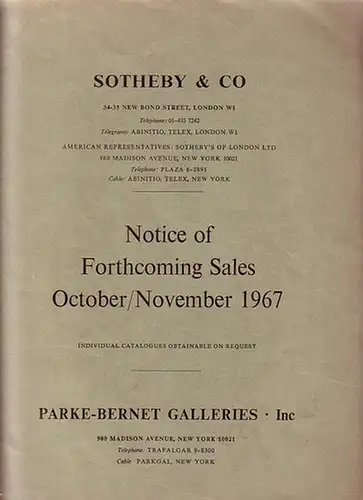 SOTHEBY & CO
34-35 NEW BOND STREET, LONDON W1
Telephone: 01-493 7242
Telegrams: ABINITIO, TELEX, LONDON W1
AMERICAN REPRESENTATIVES: SOTHEBY'S OF LONDON LTD
980 MADISON AVENUE, NEW YORK 10021
Telephone: PLAZA 8-2891
Cable: ABINITIO, TELEX, NEW YORK
Notice of
Forthcoming Sales
October/November 1967
INDIVIDUAL CATALOGUES OBTAINABLE ON REQUEST
PARKE-BERNET GALLERIES · Inc
980 MADISON AVENUE, NEW YORK 10021
Telephone: TRAFALGAR 9-8300
Cable PARKGAL, NEW YORK